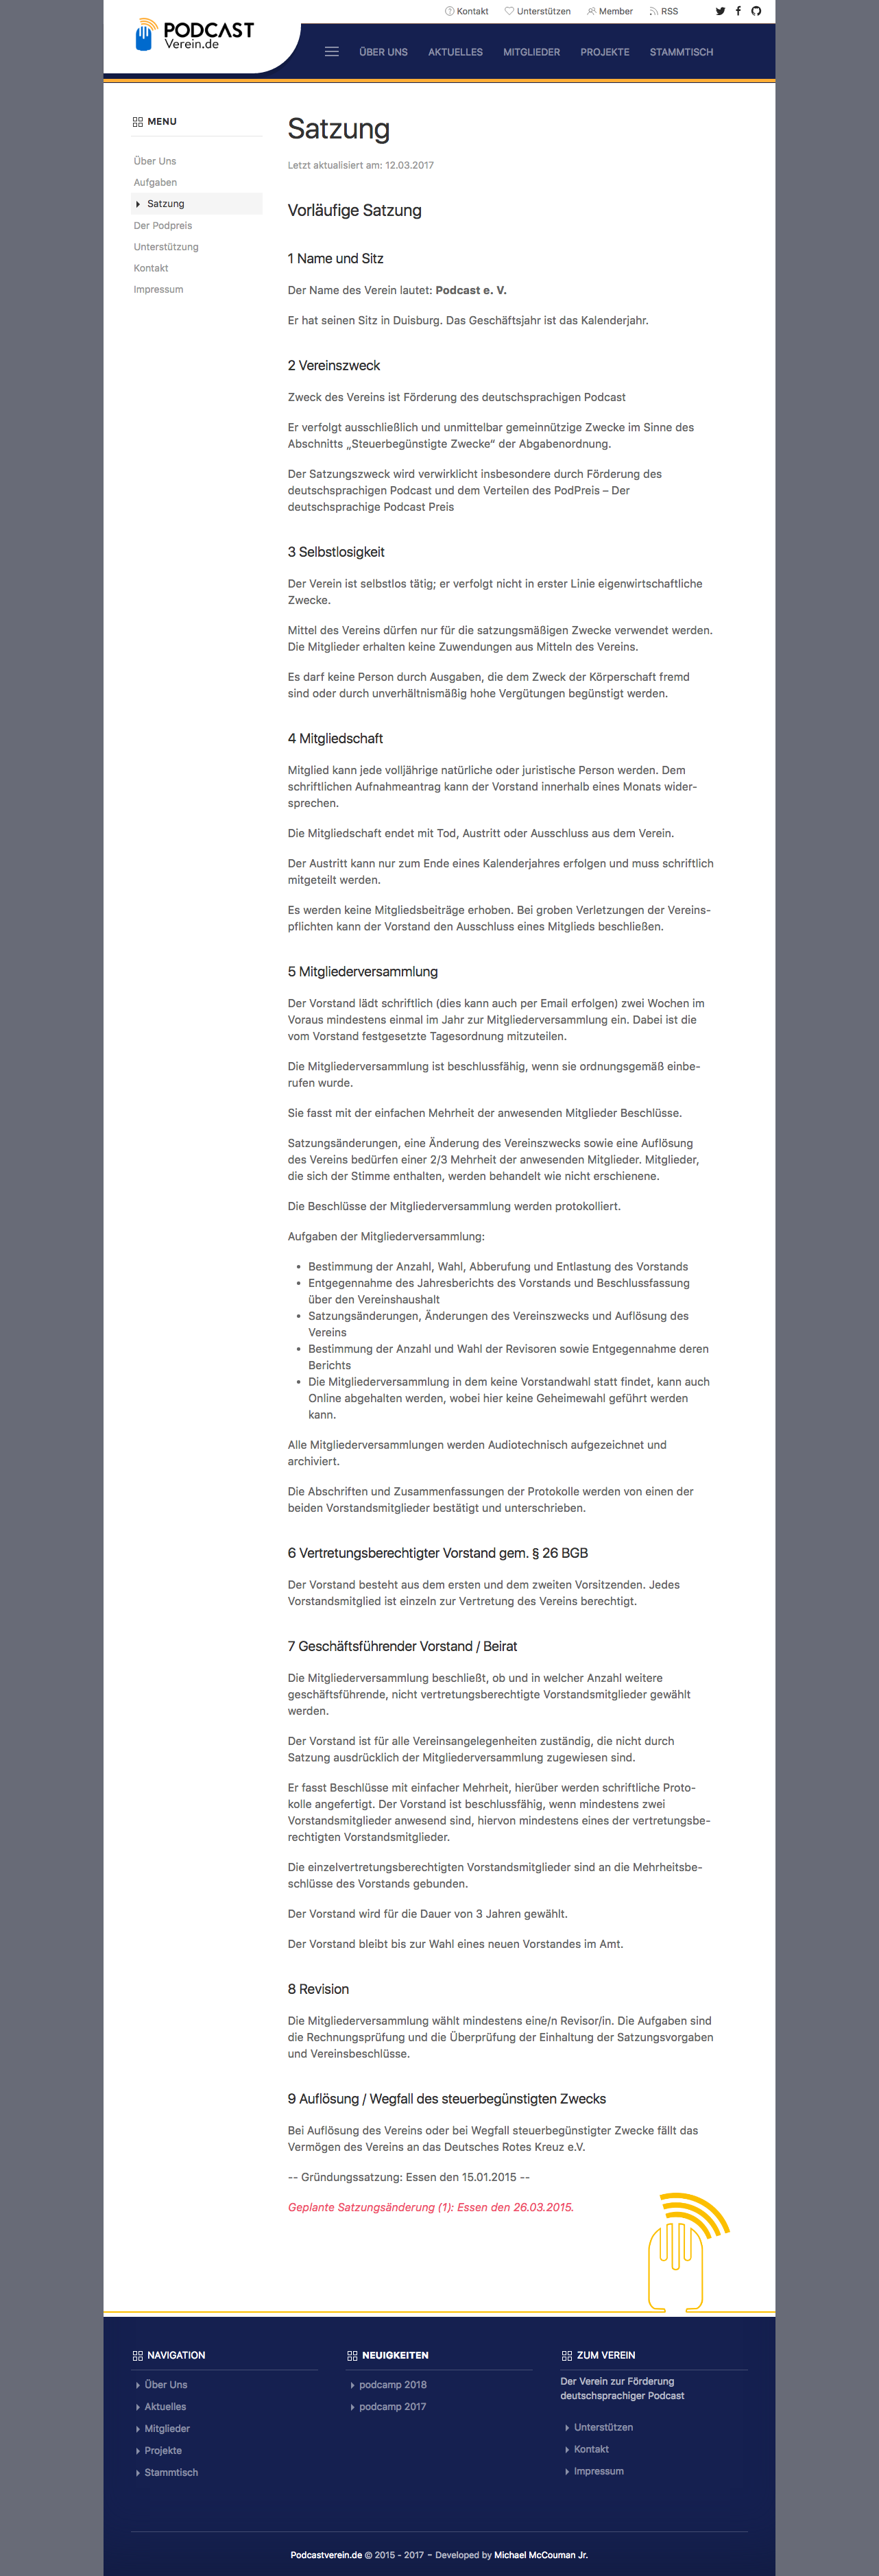 Kontakt Unterstützen Member RSS
PODCAST
Verein.de
ÜBER UNS AKTUELLES MITGLIEDER PROJEKTE STAMMTISCH
MENU
Über Uns
Aufgaben
Satzung
Der Podpreis
Unterstützung
Kontakt
Impressum
Satzung
Letzt aktualisiert am: 12.03.2017
Vorläufige Satzung
1 Name und Sitz
Der Name des Verein lautet: Podcast e. V.
Er hat seinen Sitz in Duisburg. Das Geschäftsjahr ist das Kalenderjahr.
2 Vereinszweck
Zweck des Vereins ist Förderung des deutschsprachigen Podcast
Er verfolgt ausschließlich und unmittelbar gemeinnützige Zwecke im Sinne des
Abschnitts „Steuerbegünstigte Zwecke“ der Abgabenordnung.
Der Satzungszweck wird verwirklicht insbesondere durch Förderung des
deutschsprachigen Podcast und dem Verteilen des PodPreis – Der
deutschsprachige Podcast Preis
3 Selbstlosigkeit
Der Verein ist selbstlos tätig; er verfolgt nicht in erster Linie eigenwirtschaftliche
Zwecke.
Mittel des Vereins dürfen nur für die satzungsmäßigen Zwecke verwendet werden.
Die Mitglieder erhalten keine Zuwendungen aus Mitteln des Vereins.
Es darf keine Person durch Ausgaben, die dem Zweck der Körperschaft fremd
sind oder durch unverhältnismäßig hohe Vergütungen begünstigt werden.
4 Mitgliedschaft
Mitglied kann jede volljährige natürliche oder juristische Person werden. Dem
schriftlichen Aufnahmeantrag kann der Vorstand innerhalb eines Monats wider-
sprechen.
Die Mitgliedschaft endet mit Tod, Austritt oder Ausschluss aus dem Verein.
Der Austritt kann nur zum Ende eines Kalenderjahres erfolgen und muss schriftlich
mitgeteilt werden.
Es werden keine Mitgliedsbeiträge erhoben. Bei groben Verletzungen der Vereins-
pflichten kann der Vorstand den Ausschluss eines Mitglieds beschließen.
5 Mitgliederversammlung
Der Vorstand lädt schriftlich (dies kann auch per Email erfolgen) zwei Wochen im
Voraus mindestens einmal im Jahr zur Mitgliederversammlung ein. Dabei ist die
vom Vorstand festgesetzte Tagesordnung mitzuteilen.
Die Mitgliederversammlung ist beschlussfähig, wenn sie ordnungsgemäß einbe-
rufen wurde.
Sie fasst mit der einfachen Mehrheit der anwesenden Mitglieder Beschlüsse.
Satzungsänderungen, eine Änderung des Vereinszwecks sowie eine Auflösung
des Vereins bedürfen einer 2/3 Mehrheit der anwesenden Mitglieder. Mitglieder,
die sich der Stimme enthalten, werden behandelt wie nicht erschienene.
Die Beschlüsse der Mitgliederversammlung werden protokolliert.
Aufgaben der Mitgliederversammlung:
• Bestimmung der Anzahl, Wahl, Abberufung und Entlastung des Vorstands
• Entgegennahme des Jahresberichts des Vorstands und Beschlussfassung
über den Vereinshaushalt
• Satzungsänderungen, Änderungen des Vereinszwecks und Auflösung des
Vereins
• Bestimmung der Anzahl und Wahl der Revisoren sowie Entgegennahme deren
Berichts
• Die Mitgliederversammlung in dem keine Vorstandwahl statt findet, kann auch
Online abgehalten werden, wobei hier keine Geheimewahl geführt werden
kann.
Alle Mitgliederversammlungen werden Audiotechnisch aufgezeichnet und
archiviert.
Die Abschriften und Zusammenfassungen der Protokolle werden von einen der
beiden Vorstandsmitglieder bestätigt und unterschrieben.
6 Vertretungsberechtigter Vorstand gem. § 26 BGB
Der Vorstand besteht aus dem ersten und dem zweiten Vorsitzenden. Jedes
Vorstandsmitglied ist einzeln zur Vertretung des Vereins berechtigt.
7 Geschäftsführender Vorstand / Beirat
Die Mitgliederversammlung beschließt, ob und in welcher Anzahl weitere
geschäftsführende, nicht vertretungsberechtigte Vorstandsmitglieder gewählt
werden.
Der Vorstand ist für alle Vereinsangelegenheiten zuständig, die nicht durch
Satzung ausdrücklich der Mitgliederversammlung zugewiesen sind.
Er fasst Beschlüsse mit einfacher Mehrheit, hierüber werden schriftliche Proto-
kolle angefertigt. Der Vorstand ist beschlussfähig, wenn mindestens zwei
Vorstandsmitglieder anwesend sind, hiervon mindestens eines der vertretungsbe-
rechtigten Vorstandsmitglieder.
Die einzelvertretungsberechtigten Vorstandsmitglieder sind an die Mehrheitsbe-
schlüsse des Vorstands gebunden.
Der Vorstand wird für die Dauer von 3 Jahren gewählt.
Der Vorstand bleibt bis zur Wahl eines neuen Vorstandes im Amt.
8 Revision
Die Mitgliederversammlung wählt mindestens eine/n Revisor/in. Die Aufgaben sind
die Rechnungsprüfung und die Überprüfung der Einhaltung der Satzungsvorgaben
und Vereinsbeschlüsse.
9 Auflösung / Wegfall des steuerbegünstigten Zwecks
Bei Auflösung des Vereins oder bei Wegfall steuerbegünstigter Zwecke fällt das
Vermögen des Vereins an das Deutsches Rotes Kreuz e.V.
-- Gründungssatzung: Essen den 15.01.2015 --
Geplante Satzungsänderung (1): Essen den 26.03.2015.
NAVIGATION
Über Uns
Aktuelles
Mitglieder
Projekte
Stammtisch
NEUIGKEITEN
podcamp 2018
podcamp 2017
ZUM VEREIN
Der Verein zur Förderung
deutschsprachiger Podcast
Unterstützen
Kontakt
Impressum
Podcastverein.de © 2015 - 2017 – Developed by Michael McCouman Jr.